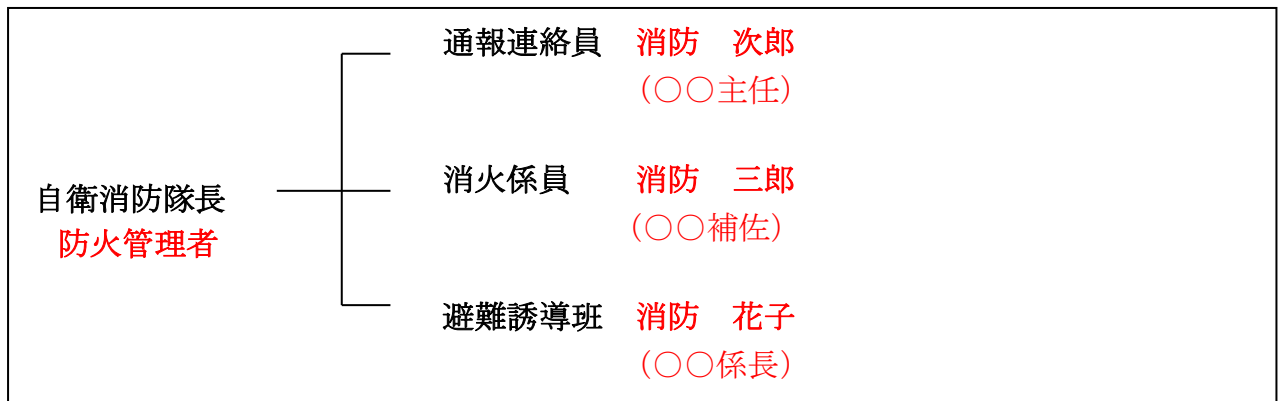 通報連絡員　消防　次郎
（○○主任）
消火係員　消防　三郎
（○○補佐）
自衛消防隊長
防火管理者
避難誘導班　消防　花子
（○○係長）